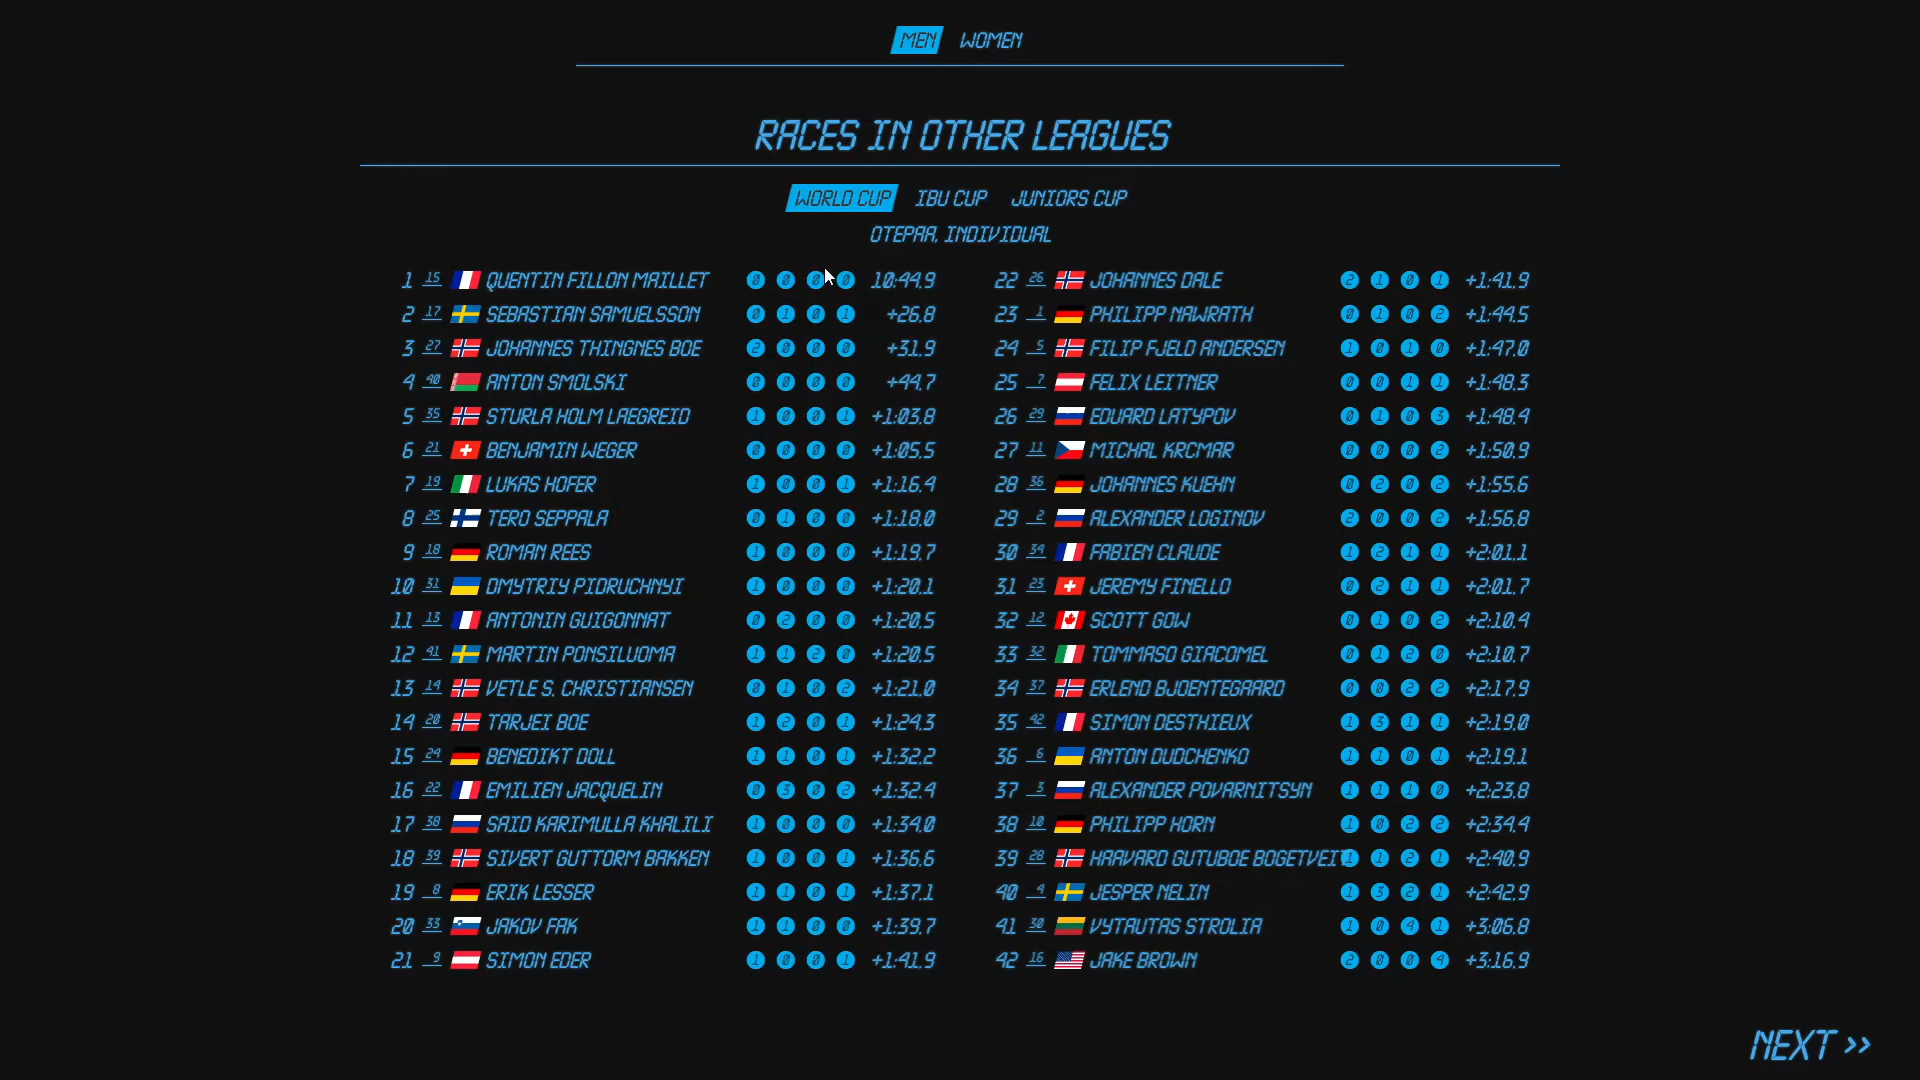 MEN WOMEN
RACES IN OTHER LEAGUES
WORLD CUP IBU CUP JUNIORS CUP
OTEPAA, INDIVIDUAL
1 15 QUENTIN FILLON MAILLET 0 0 0 0 10:44.9
2 17 SEBASTIAN SAMUELSSON 0 1 0 1 +26.8
3 27 JOHANNES THINGNES BOE 2 0 0 0 +31.9
4 40 ANTON SMOLSKI 0 0 0 0 +44.7
5 35 STURLA HOLM LAEGREID 1 0 0 1 +1:03.8
6 21 BENJAMIN WEGER 0 0 0 0 +1:05.5
7 19 LUKAS HOFER 1 0 0 1 +1:16.4
8 25 TERO SEPPALA 0 1 0 0 +1:18.0
9 18 ROMAN REES 1 0 0 0 +1:19.7
10 31 DMYTRIY PIDRUCHNYI 1 0 0 0 +1:20.1
11 13 ANTONIN GUIGONNAT 0 2 0 0 +1:20.5
12 41 MARTIN PONSILUOMA 1 1 2 0 +1:20.5
13 14 VETLE S. CHRISTIANSEN 0 1 0 2 +1:21.0
14 20 TARJEI BOE 1 2 0 1 +1:24.3
15 24 BENEDIKT DOLL 1 1 0 1 +1:32.2
16 22 EMILIEN JACQUELIN 0 3 0 2 +1:32.4
17 38 SAID KARIMULLA KHALILI 1 0 0 0 +1:34.0
18 39 SIVERT GUTTORM BAKKEN 1 0 0 1 +1:36.6
19 8 ERIK LESSER 1 1 0 1 +1:37.1
20 33 JAKOV FAK 1 1 0 0 +1:39.7
21 9 SIMON EDER 1 0 0 1 +1:41.9
22 26 JOHANNES DALE 2 1 0 1 +1:41.9
23 1 PHILIPP NAWRATH 0 1 0 2 +1:44.5
24 5 FILIP FJELD ANDERSEN 1 0 1 0 +1:47.0
25 7 FELIX LEITNER 0 0 1 1 +1:48.3
26 29 EDUARD LATYPOV 0 1 0 3 +1:48.4
27 11 MICHAL KRCMAR 0 0 0 2 +1:50.9
28 36 JOHANNES KUEHN 0 2 0 2 +1:55.6
29 2 ALEXANDER LOGINOV 2 0 0 2 +1:56.8
30 34 FABIEN CLAUDE 1 2 1 1 +2:01.1
31 23 JEREMY FINELLO 0 2 1 1 +2:01.7
32 12 SCOTT GOW 0 1 0 2 +2:10.4
33 32 TOMMASO GIACOMEL 0 1 2 0 +2:10.7
34 37 ERLEND BJOENTEGAARD 0 0 2 2 +2:17.9
35 42 SIMON DESTHIEUX 1 3 1 1 +2:19.0
36 6 ANTON DUDCHENKO 1 1 0 1 +2:19.1
37 3 ALEXANDER POVARNITSYN 1 1 1 0 +2:23.8
38 10 PHILIPP HORN 1 0 2 2 +2:34.4
39 28 HAAVARD GUTUBOE BOGETVEIT 1 1 2 1 +2:40.9
40 4 JESPER NELIN 1 3 2 1 +2:42.9
41 30 VYTAUTAS STROLIA 1 0 4 1 +3:06.8
42 16 JAKE BROWN 2 0 0 4 +3:16.9
NEXT >>